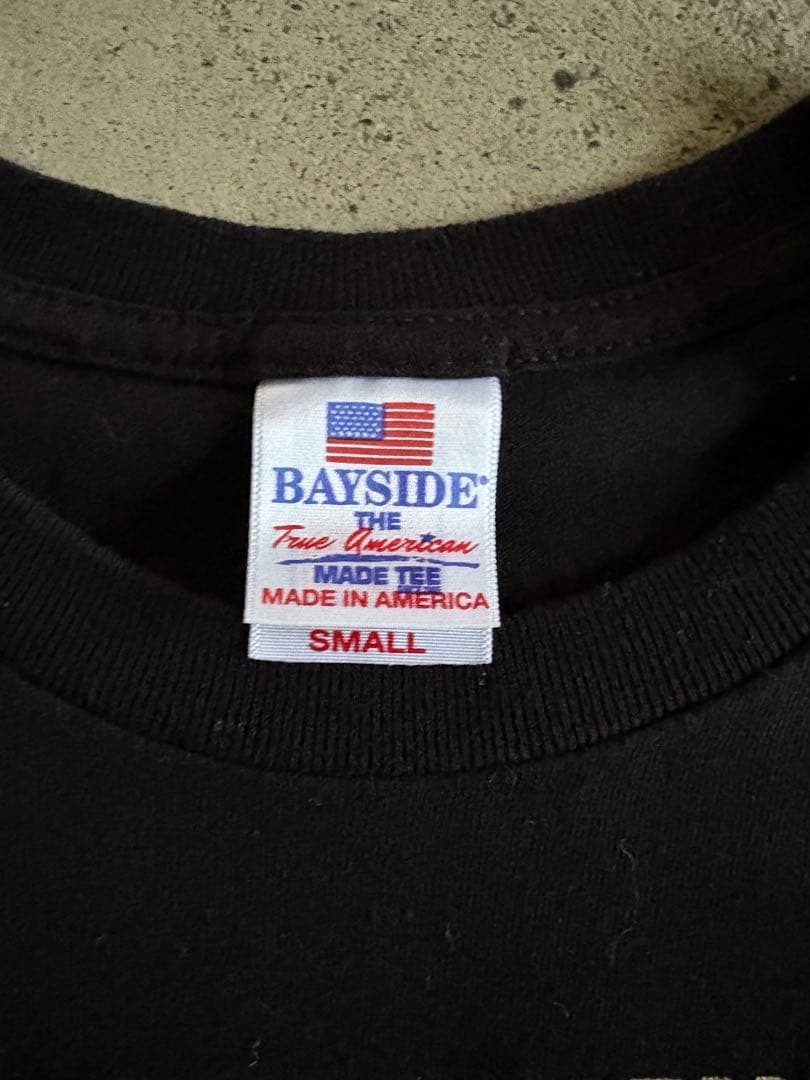 BAYSIDE®
THE
True American
MADE TEE
MADE IN AMERICA
SMALL